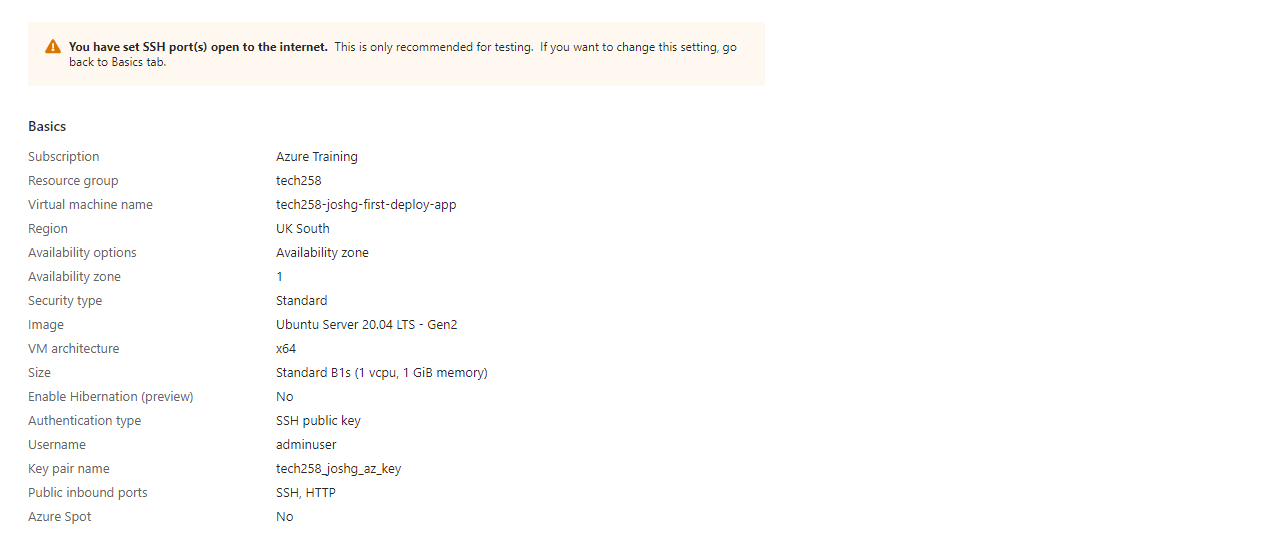 You have set SSH port(s) open to the internet. This is only recommended for testing. If you want to change this setting, go
back to Basics tab.
Basics
Subscription Azure Training
Resource group tech258
Virtual machine name tech258-joshg-first-deploy-app
Region UK South
Availability options Availability zone
Availability zone 1
Security type Standard
Image Ubuntu Server 20.04 LTS - Gen2
VM architecture x64
Size Standard B1s (1 vcpu, 1 GiB memory)
Enable Hibernation (preview) No
Authentication type SSH public key
Username adminuser
Key pair name tech258_joshg_az_key
Public inbound ports SSH, HTTP
Azure Spot No